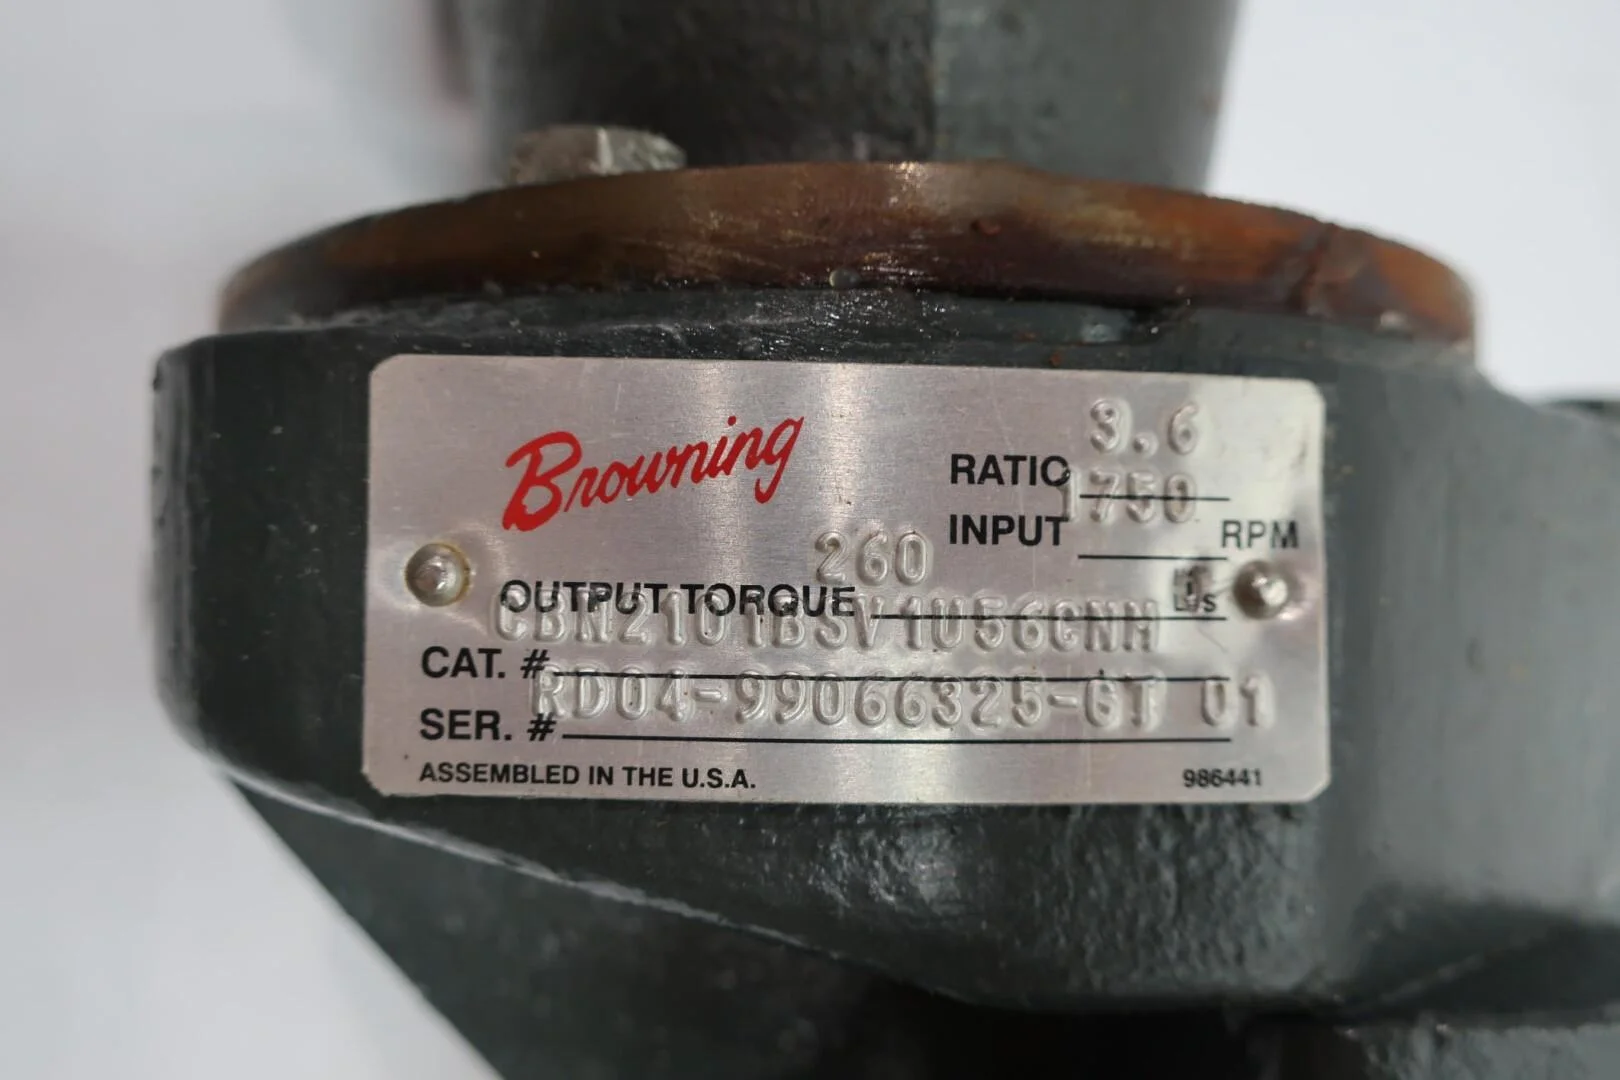 Browning
RATIO 3.6
INPUT 1750 RPM
OUTPUT TORQUE 260
CAT. # CBN2101BSV1U56CNM
SER. # RD04-99066325-GT 01
ASSEMBLED IN THE U.S.A. 986441